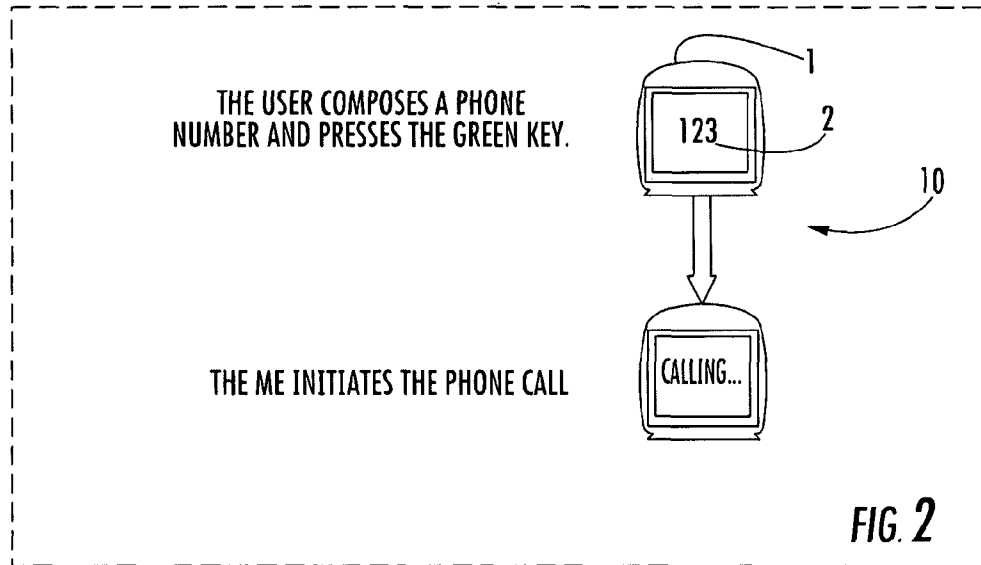 1
THE USER COMPOSES A PHONE
NUMBER AND PRESSES THE GREEN KEY.
123
2
10
THE ME INITIATES THE PHONE CALL
CALLING...
FIG. 2